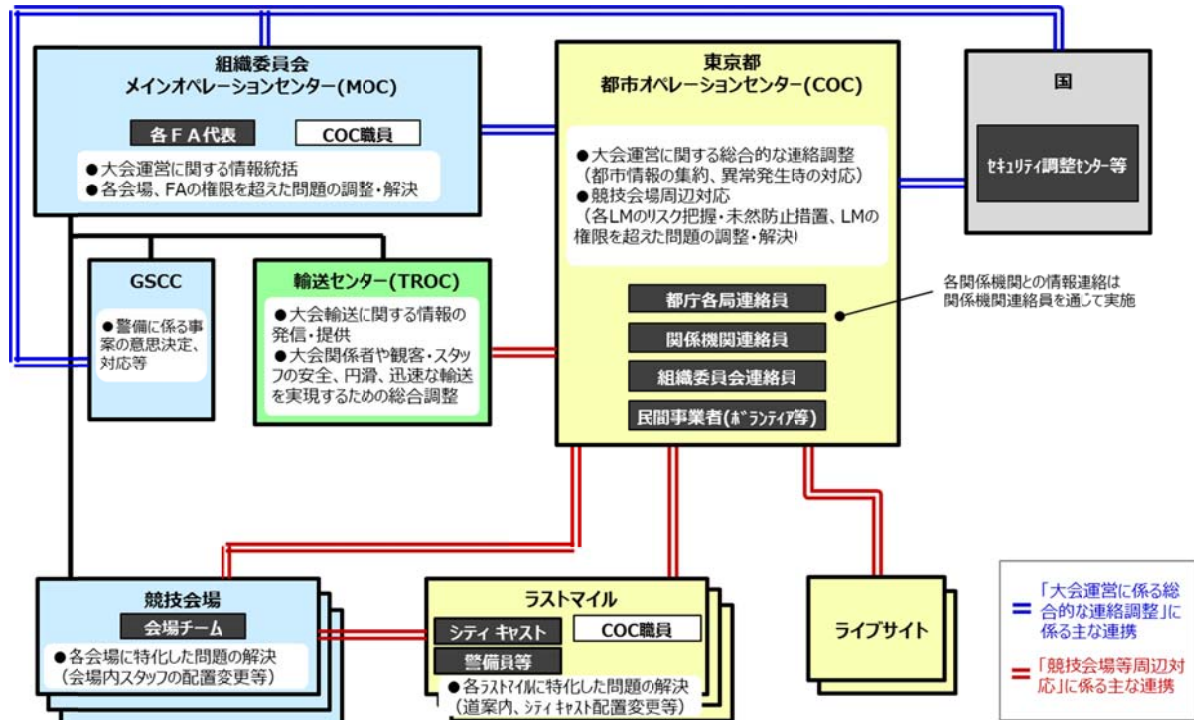 組織委員会
メインオペレーションセンター(MOC)
各ＦＡ代表
COC職員
●大会運営に関する情報統括
●各会場、FAの権限を超えた問題の調整・解決
東京都
都市オペレーションセンター(COC)
●大会運営に関する総合的な連絡調整
（都市情報の集約、異常発生時の対応）
●競技会場周辺対応
（各LMのリスク把握・未然防止措置、LMの
権限を超えた問題の調整・解決）
都庁各局連絡員
関係機関連絡員
組織委員会連絡員
民間事業者(ﾎﾞﾗﾝﾃｨｱ等)
国
ｾｷｭﾘﾃｨ調整ｾﾝﾀｰ等
各関係機関との情報連絡は
関係機関連絡員を通じて実施
GSCC
●警備に係る事
案の意思決定、
対応等
輸送センター(TROC)
●大会輸送に関する情報の
発信・提供
●大会関係者や観客・スタッ
フの安全、円滑、迅速な輸送
を実現するための総合調整
競技会場
会場チーム
●各会場に特化した問題の解決
（会場内スタッフの配置変更等）
ラストマイル
シティ キャスト
COC職員
警備員等
●各ﾗｽﾄﾏｲﾙに特化した問題の解決
（道案内、ｼﾃｨ ｷｬｽﾄ配置変更等）
ライブサイト
「大会運営に係る総
合的な連絡調整」に
係る主な連携
「競技会場等周辺対
応」に係る主な連携